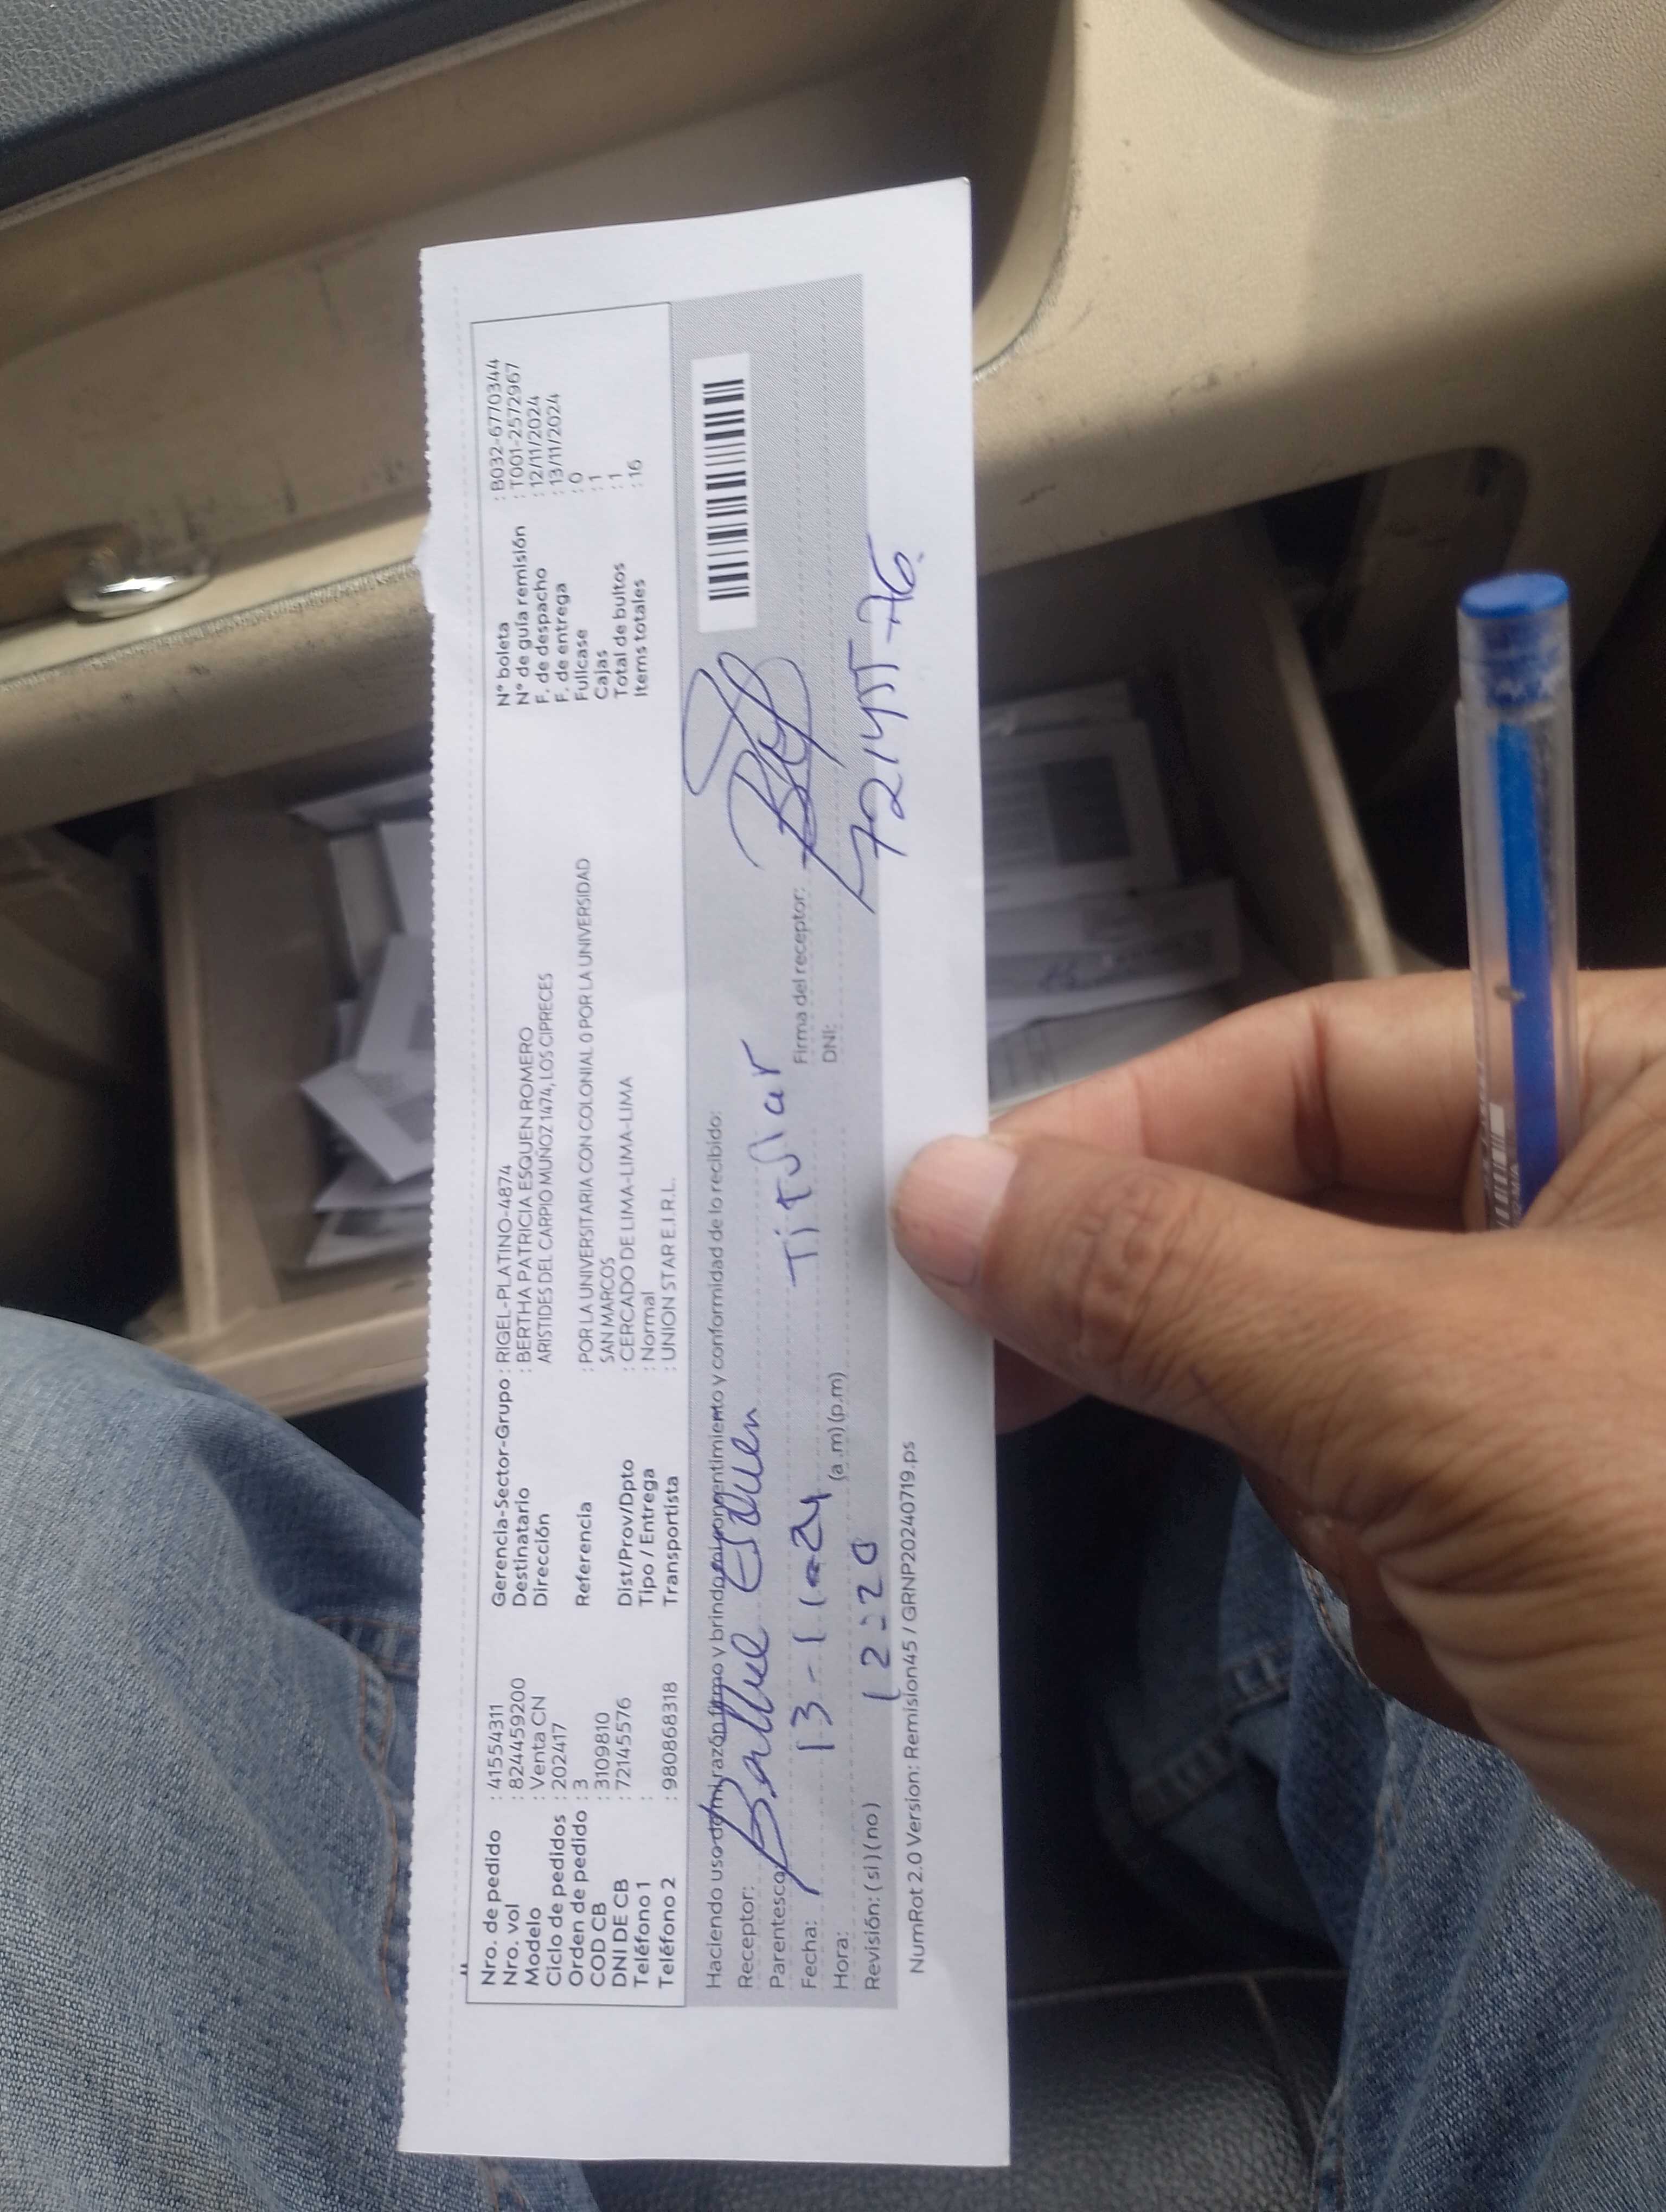 Nro. de pedido : 41554311
Nro. vol : 824459200
Modelo : Venta CN
Ciclo de pedidos : 202417
Orden de pedido : 3
COD CB : 3109810
DNI DE CB : 72145576
Teléfono 1 :
Teléfono 2 : 980868318
Gerencia-Sector-Grupo : RIGEL-PLATINO-4874
Destinatario : BERTHA PATRICIA ESQUEN ROMERO
Dirección ARISTIDES DEL CARPIO MUÑOZ 1474, LOS CIPRECES
Referencia : POR LA UNIVERSITARIA CON COLONIAL O POR LA UNIVERSIDAD
SAN MARCOS
Dist/Prov/Dpto : CERCADO DE LIMA-LIMA-LIMA
Tipo / Entrega : Normal
Transportista : UNION STAR E.I.R.L.
N° boleta : B032-6770344
N° de guía remisión : T001-2572967
F. de despacho : 12/11/2024
F. de entrega : 13/11/2024
Fullcase : 0
Cajas : 1
Total de bultos : 1
Items totales : 16
Haciendo uso de mi razón firmo y brindo mi consentimiento y conformidad de lo recibido:
Receptor: Esquen
Parentesco: Titular
Fecha: 13-11-24
Hora: 12:20 (a.m) (p.m)
Revisión: (si) (no)
Firma del receptor:
DNI: 72145576
NumRot 2.0 Version: Remision45 / GRNP20240719.ps